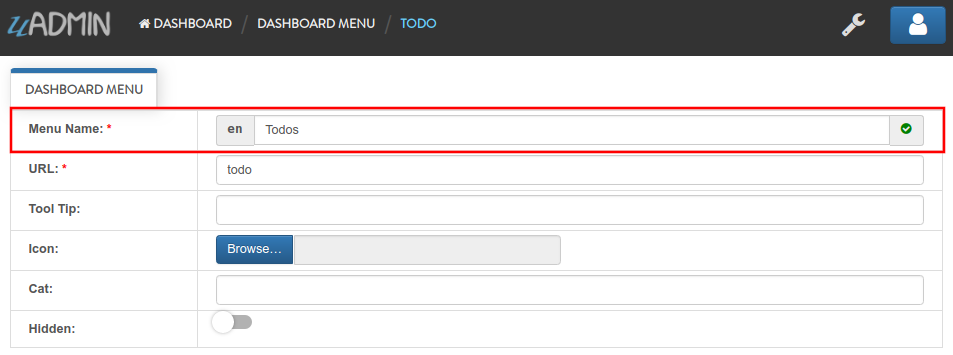 uADMIN DASHBOARD / DASHBOARD MENU / TODO
DASHBOARD MENU
Menu Name: * en Todos
URL: * todo
Tool Tip:
Icon: Browse...
Cat:
Hidden: